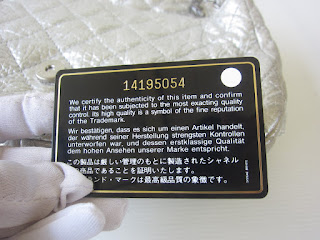 14195054
We certify the authenticity of this item and confirm
that it has been subjected to the most exacting quality
control. Its high quality is a symbol of the fine reputation
of the Trademark.
Wir bestätigen, dass es sich um einen Artikel handelt,
der während seiner Herstellung strengsten Kontrollen
unterworfen war, und dessen erstklassige Qualität
dem hohen Ansehen unserer Marke entspricht.
この製品は厳しい管理のもとに製造されたシャネル
商品であることを証明いたします。
ンド・マークは最高級品質の象徴です。